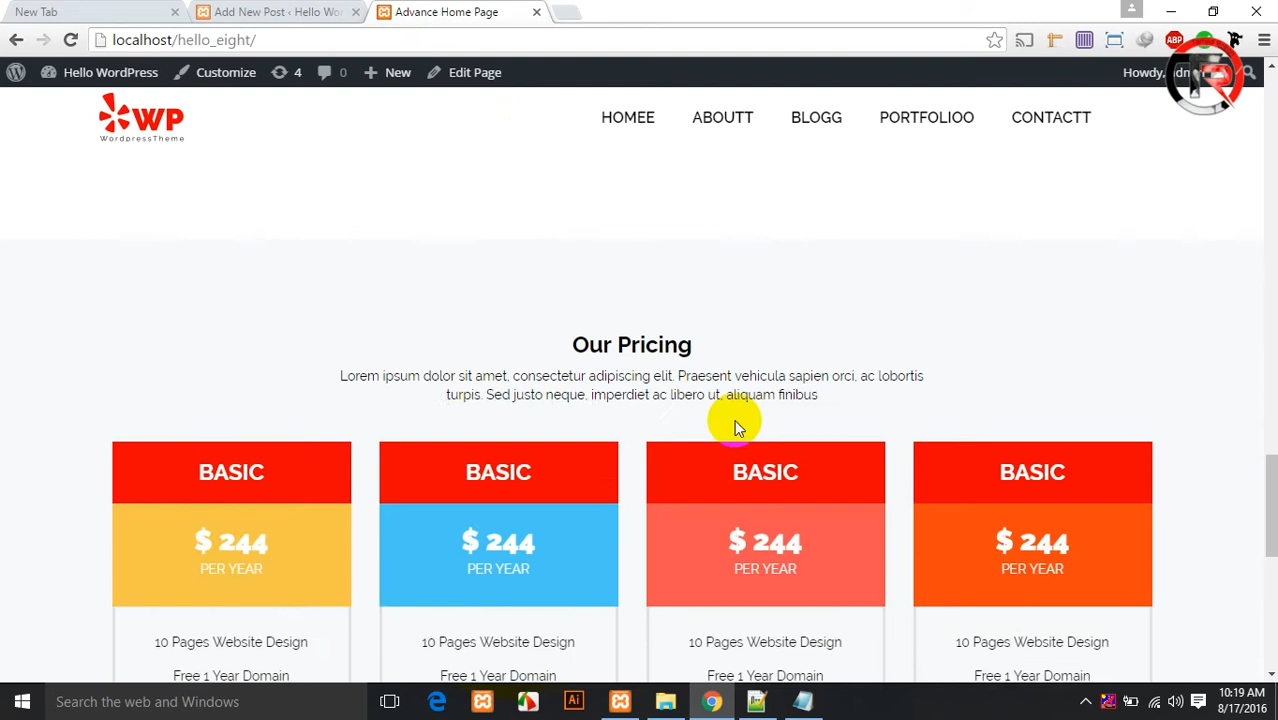 New Tab
Add New Post ‹ Hello Wo
Advance Home Page
localhost/hello_eight/
ABP
Hello WordPress
Customize
4
0
New
Edit Page
Howdy, admin
WP
WordpressTheme
HOMEE
ABOUTT
BLOGG
PORTFOLIOO
CONTACTT
Our Pricing
Lorem ipsum dolor sit amet, consectetur adipiscing elit. Praesent vehicula sapien orci, ac lobortis
turpis. Sed justo neque, imperdiet ac libero ut, aliquam finibus
BASIC
BASIC
BASIC
BASIC
$ 244
$ 244
$ 244
$ 244
PER YEAR
PER YEAR
PER YEAR
PER YEAR
10 Pages Website Design
10 Pages Website Design
10 Pages Website Design
10 Pages Website Design
Free 1 Year Domain
Free 1 Year Domain
Free 1 Year Domain
Free 1 Year Domain
Search the web and Windows
Ai
10:19 AM
8/17/2016